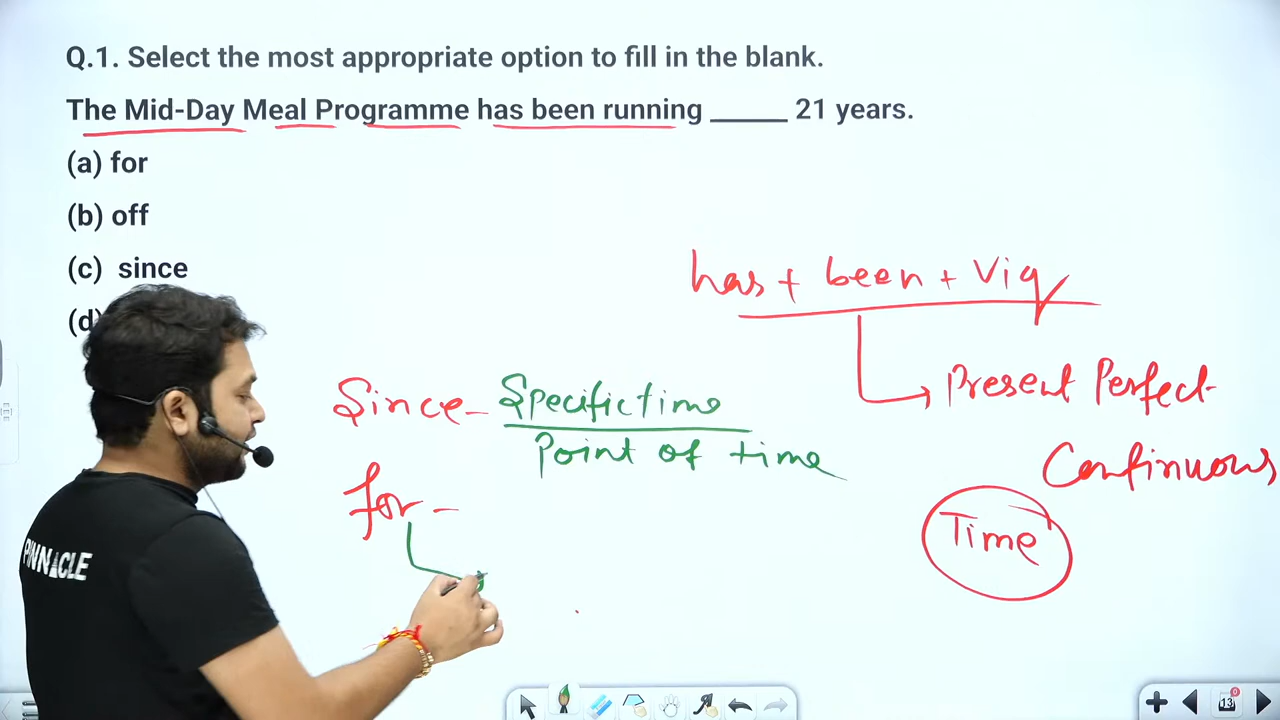 Q.1. Select the most appropriate option to fill in the blank.
The Mid-Day Meal Programme has been running _____ 21 years.
(a) for
(b) off
(c) since
(d)
has + been + Ving
Present Perfect
Continuous
Time
Since - Specific time
Point of time
for -
PINNACLE
13
0